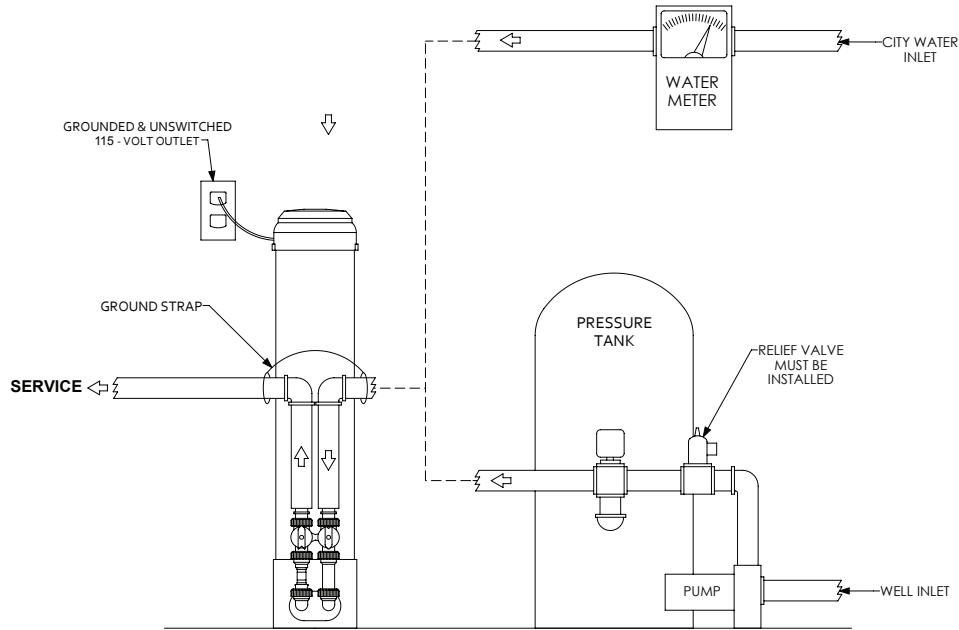 CITY WATER
INLET
WATER
METER
GROUNDED & UNSWITCHED
115 - VOLT OUTLET
GROUND STRAP
PRESSURE
TANK
RELIEF VALVE
MUST BE
INSTALLED
SERVICE
PUMP
WELL INLET